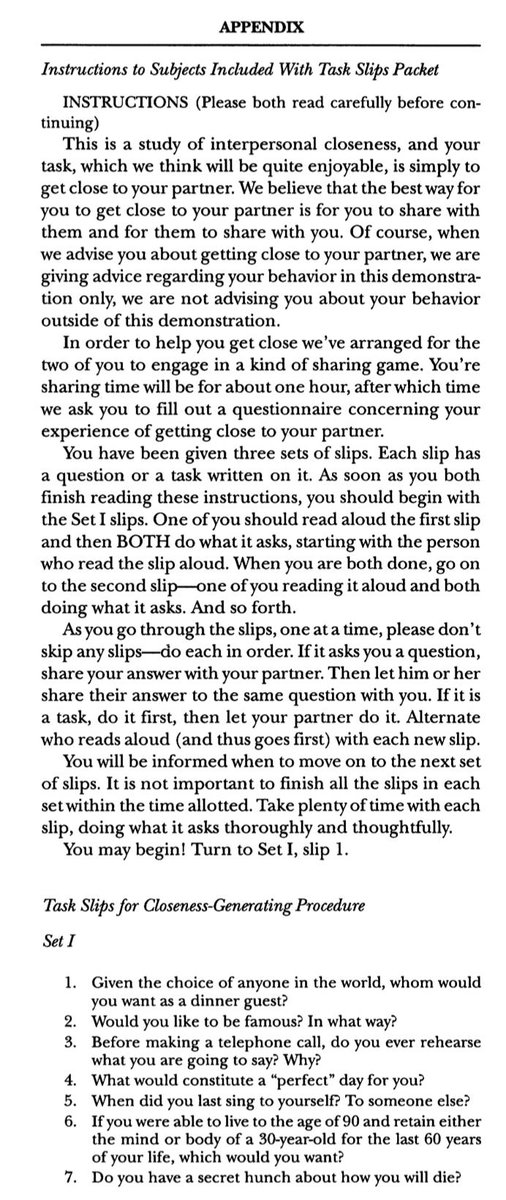 APPENDIX
Instructions to Subjects Included With Task Slips Packet
INSTRUCTIONS (Please both read carefully before con-
tinuing)
This is a study of interpersonal closeness, and your
task, which we think will be quite enjoyable, is simply to
get close to your partner. We believe that the best way for
you to get close to your partner is for you to share with
them and for them to share with you. Of course, when
we advise you about getting close to your partner, we are
giving advice regarding your behavior in this demonstra-
tion only, we are not advising you about your behavior
outside of this demonstration.
In order to help you get close we've arranged for the
two of you to engage in a kind of sharing game. You're
sharing time will be for about one hour, after which time
we ask you to fill out a questionnaire concerning your
experience of getting close to your partner.
You have been given three sets of slips. Each slip has
a question or a task written on it. As soon as you both
finish reading these instructions, you should begin with
the Set I slips. One of you should read aloud the first slip
and then BOTH do what it asks, starting with the person
who read the slip aloud. When you are both done, go on
to the second slip—one of you reading it aloud and both
doing what it asks. And so forth.
As you go through the slips, one at a time, please don't
skip any slips—do each in order. If it asks you a question,
share your answer with your partner. Then let him or her
share their answer to the same question with you. If it is
a task, do it first, then let your partner do it. Alternate
who reads aloud (and thus goes first) with each new slip.
You will be informed when to move on to the next set
of slips. It is not important to finish all the slips in each
set within the time allotted. Take plenty of time with each
slip, doing what it asks thoroughly and thoughtfully.
You may begin! Turn to Set I, slip 1.
Task Slips for Closeness-Generating Procedure
Set I
1. Given the choice of anyone in the world, whom would
you want as a dinner guest?
2. Would you like to be famous? In what way?
3. Before making a telephone call, do you ever rehearse
what you are going to say? Why?
4. What would constitute a "perfect" day for you?
5. When did you last sing to yourself? To someone else?
6. If you were able to live to the age of 90 and retain either
the mind or body of a 30-year-old for the last 60 years
of your life, which would you want?
7. Do you have a secret hunch about how you will die?